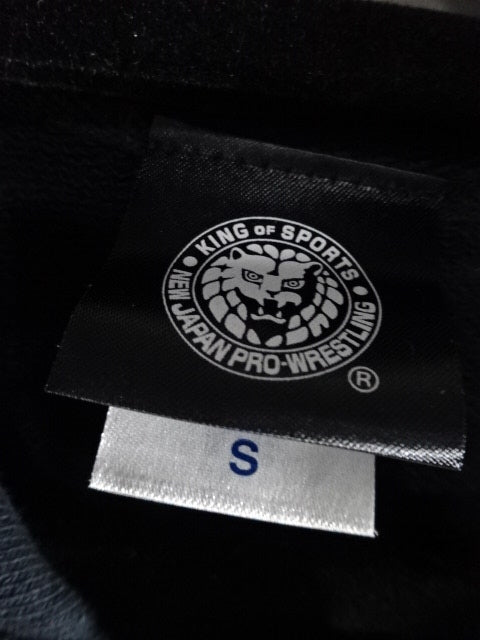 KING OF SPORTS
NEW JAPAN PRO-WRESTLING
®
S